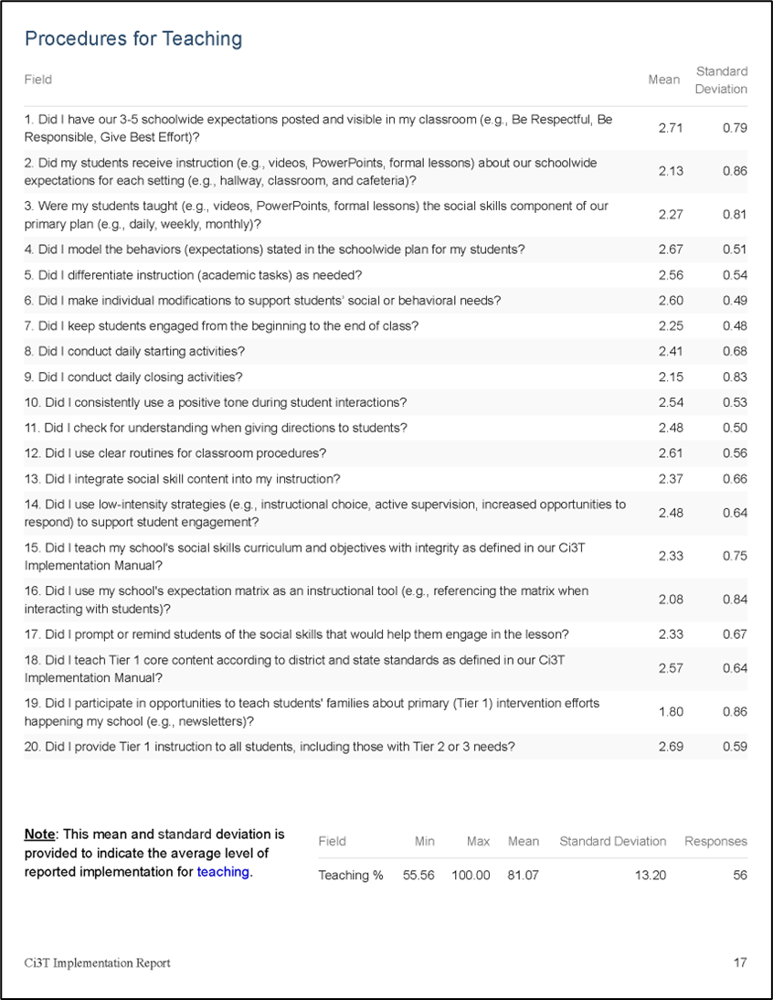 Procedures for Teaching
Field Mean Standard Deviation
1. Did I have our 3-5 schoolwide expectations posted and visible in my classroom (e.g., Be Respectful, Be
Responsible, Give Best Effort)? 2.71 0.79
2. Did my students receive instruction (e.g., videos, PowerPoints, formal lessons) about our schoolwide
expectations for each setting (e.g., hallway, classroom, and cafeteria)? 2.13 0.86
3. Were my students taught (e.g., videos, PowerPoints, formal lessons) the social skills component of our
primary plan (e.g., daily, weekly, monthly)? 2.27 0.81
4. Did I model the behaviors (expectations) stated in the schoolwide plan for my students? 2.67 0.51
5. Did I differentiate instruction (academic tasks) as needed? 2.56 0.54
6. Did I make individual modifications to support students' social or behavioral needs? 2.60 0.49
7. Did I keep students engaged from the beginning to the end of class? 2.25 0.48
8. Did I conduct daily starting activities? 2.41 0.68
9. Did I conduct daily closing activities? 2.15 0.83
10. Did I consistently use a positive tone during student interactions? 2.54 0.53
11. Did I check for understanding when giving directions to students? 2.48 0.50
12. Did I use clear routines for classroom procedures? 2.61 0.56
13. Did I integrate social skill content into my instruction? 2.37 0.66
14. Did I use low-intensity strategies (e.g., instructional choice, active supervision, increased opportunities to
respond) to support student engagement? 2.48 0.64
15. Did I teach my school's social skills curriculum and objectives with integrity as defined in our Ci3T
Implementation Manual? 2.33 0.75
16. Did I use my school's expectation matrix as an instructional tool (e.g., referencing the matrix when
interacting with students)? 2.08 0.84
17. Did I prompt or remind students of the social skills that would help them engage in the lesson? 2.33 0.67
18. Did I teach Tier 1 core content according to district and state standards as defined in our Ci3T
Implementation Manual? 2.57 0.64
19. Did I participate in opportunities to teach students' families about primary (Tier 1) intervention efforts
happening my school (e.g., newsletters)? 1.80 0.86
20. Did I provide Tier 1 instruction to all students, including those with Tier 2 or 3 needs? 2.69 0.59
Note: This mean and standard deviation is
provided to indicate the average level of
reported implementation for teaching.
Field Min Max Mean Standard Deviation Responses
Teaching % 55.56 100.00 81.07 13.20 56
Ci3T Implementation Report 17